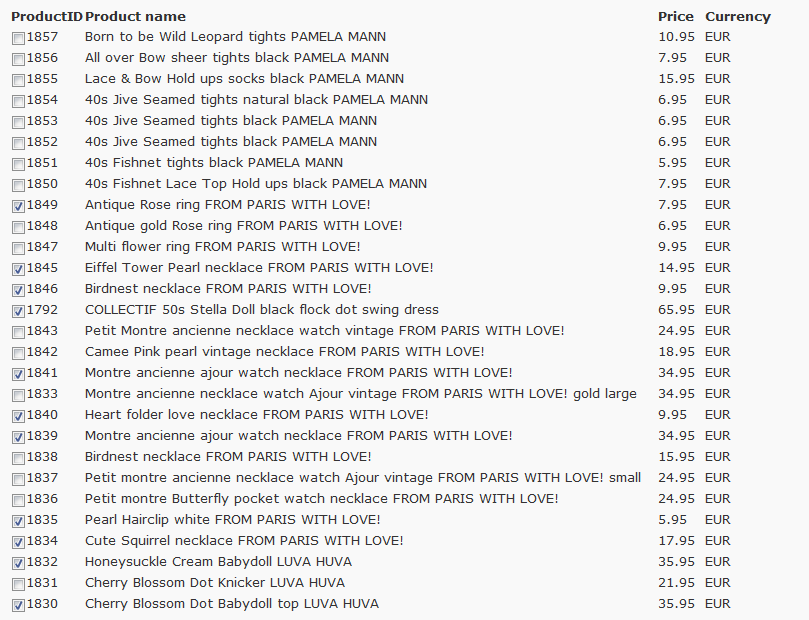 ProductID Product name Price Currency
1857 Born to be Wild Leopard tights PAMELA MANN 10.95 EUR
1856 All over Bow sheer tights black PAMELA MANN 7.95 EUR
1855 Lace & Bow Hold ups socks black PAMELA MANN 15.95 EUR
1854 40s Jive Seamed tights natural black PAMELA MANN 6.95 EUR
1853 40s Jive Seamed tights black PAMELA MANN 6.95 EUR
1852 40s Jive Seamed tights black PAMELA MANN 6.95 EUR
1851 40s Fishnet tights black PAMELA MANN 5.95 EUR
1850 40s Fishnet Lace Top Hold ups black PAMELA MANN 7.95 EUR
1849 Antique Rose ring FROM PARIS WITH LOVE! 7.95 EUR
1848 Antique gold Rose ring FROM PARIS WITH LOVE! 6.95 EUR
1847 Multi flower ring FROM PARIS WITH LOVE! 9.95 EUR
1845 Eiffel Tower Pearl necklace FROM PARIS WITH LOVE! 14.95 EUR
1846 Birdnest necklace FROM PARIS WITH LOVE! 9.95 EUR
1792 COLLECTIF 50s Stella Doll black flock dot swing dress 65.95 EUR
1843 Petit Montre ancienne necklace watch vintage FROM PARIS WITH LOVE! 24.95 EUR
1842 Camee Pink pearl vintage necklace FROM PARIS WITH LOVE! 18.95 EUR
1841 Montre ancienne ajour watch necklace FROM PARIS WITH LOVE! 34.95 EUR
1833 Montre ancienne necklace watch Ajour vintage FROM PARIS WITH LOVE! gold large 34.95 EUR
1840 Heart folder love necklace FROM PARIS WITH LOVE! 9.95 EUR
1839 Montre ancienne ajour watch necklace FROM PARIS WITH LOVE! 34.95 EUR
1838 Birdnest necklace FROM PARIS WITH LOVE! 15.95 EUR
1837 Petit montre ancienne necklace watch Ajour vintage FROM PARIS WITH LOVE! small 24.95 EUR
1836 Petit montre Butterfly pocket watch necklace FROM PARIS WITH LOVE! 24.95 EUR
1835 Pearl Hairclip white FROM PARIS WITH LOVE! 5.95 EUR
1834 Cute Squirrel necklace FROM PARIS WITH LOVE! 17.95 EUR
1832 Honeysuckle Cream Babydoll LUVA HUVA 35.95 EUR
1831 Cherry Blossom Dot Knicker LUVA HUVA 21.95 EUR
1830 Cherry Blossom Dot Babydoll top LUVA HUVA 35.95 EUR